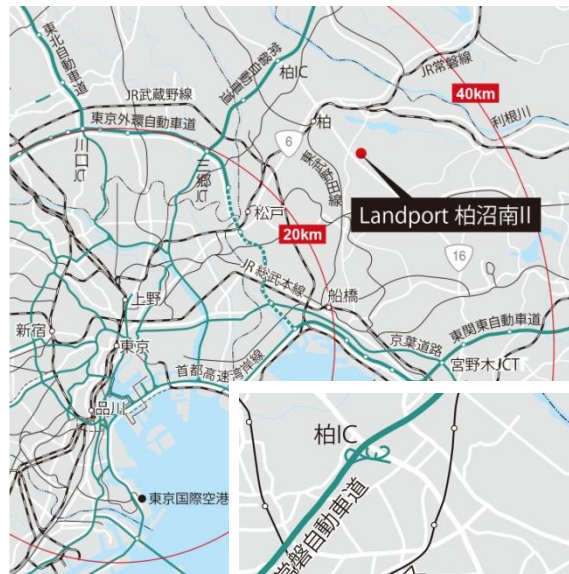 東北自動車道
常磐自動車道
柏IC
JR常磐線
40km
JR武蔵野線
利根川
東京外環自動車道
柏
6
川口JCT
三郷JCT
東武野田線
Landport 柏沼南II
松戸
20km
16
JR総武本線
船橋
上野
新宿
東京
京葉道路
東関東自動車道
宮野木JCT
首都高速湾岸線
品川
東京国際空港
柏IC
常磐自動車道